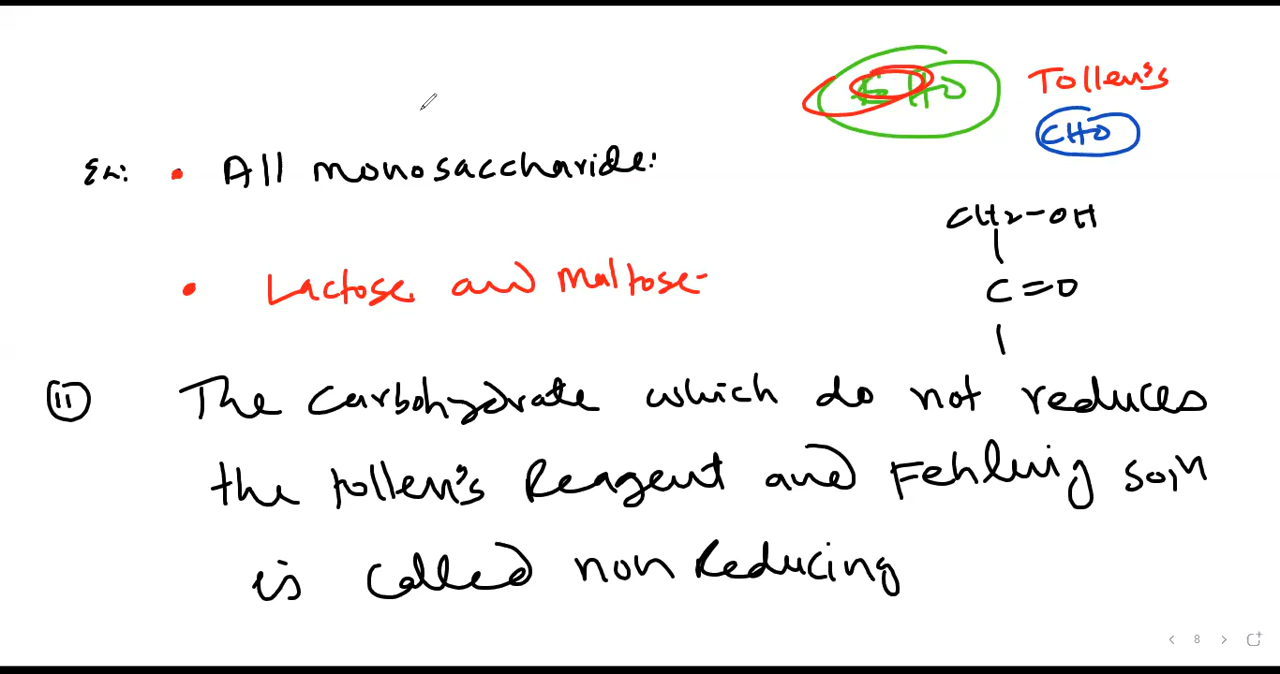 CHO Tollen's
CHO
Ex: • All monosaccharide:
CH2-OH
• Lactose and Maltose-
C=O
(ii) The Carbohydrate which do not reduces
the tollen's Reagent and Fehling soln
is called non Reducing
8